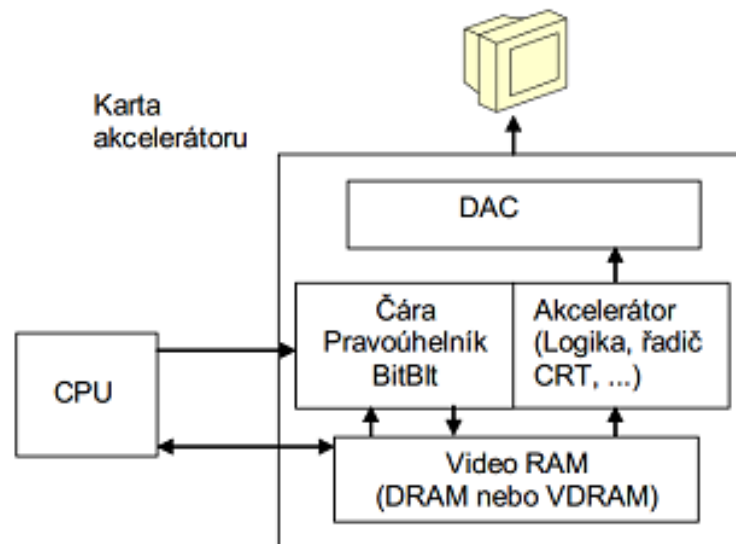 Karta
akcelerátoru
DAC
Čára
Pravoúhelník
BitBlt
Akcelerátor
(Logika, řadič
CRT, ...)
CPU
Video RAM
(DRAM nebo VDRAM)